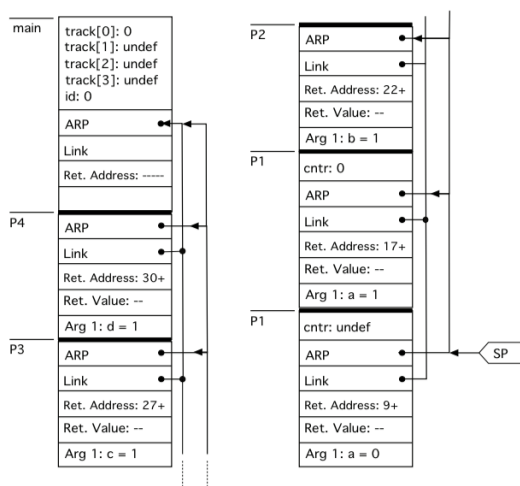 main
track[0]: 0
track[1]: undef
track[2]: undef
track[3]: undef
id: 0
ARP
Link
Ret. Address: -----
P4
ARP
Link
Ret. Address: 30+
Ret. Value: --
Arg 1: d = 1
P3
ARP
Link
Ret. Address: 27+
Ret. Value: --
Arg 1: c = 1
P2
ARP
Link
Ret. Address: 22+
Ret. Value: --
Arg 1: b = 1
P1
cntr: 0
ARP
Link
Ret. Address: 17+
Ret. Value: --
Arg 1: a = 1
P1
cntr: undef
ARP
SP
Link
Ret. Address: 9+
Ret. Value: --
Arg 1: a = 0